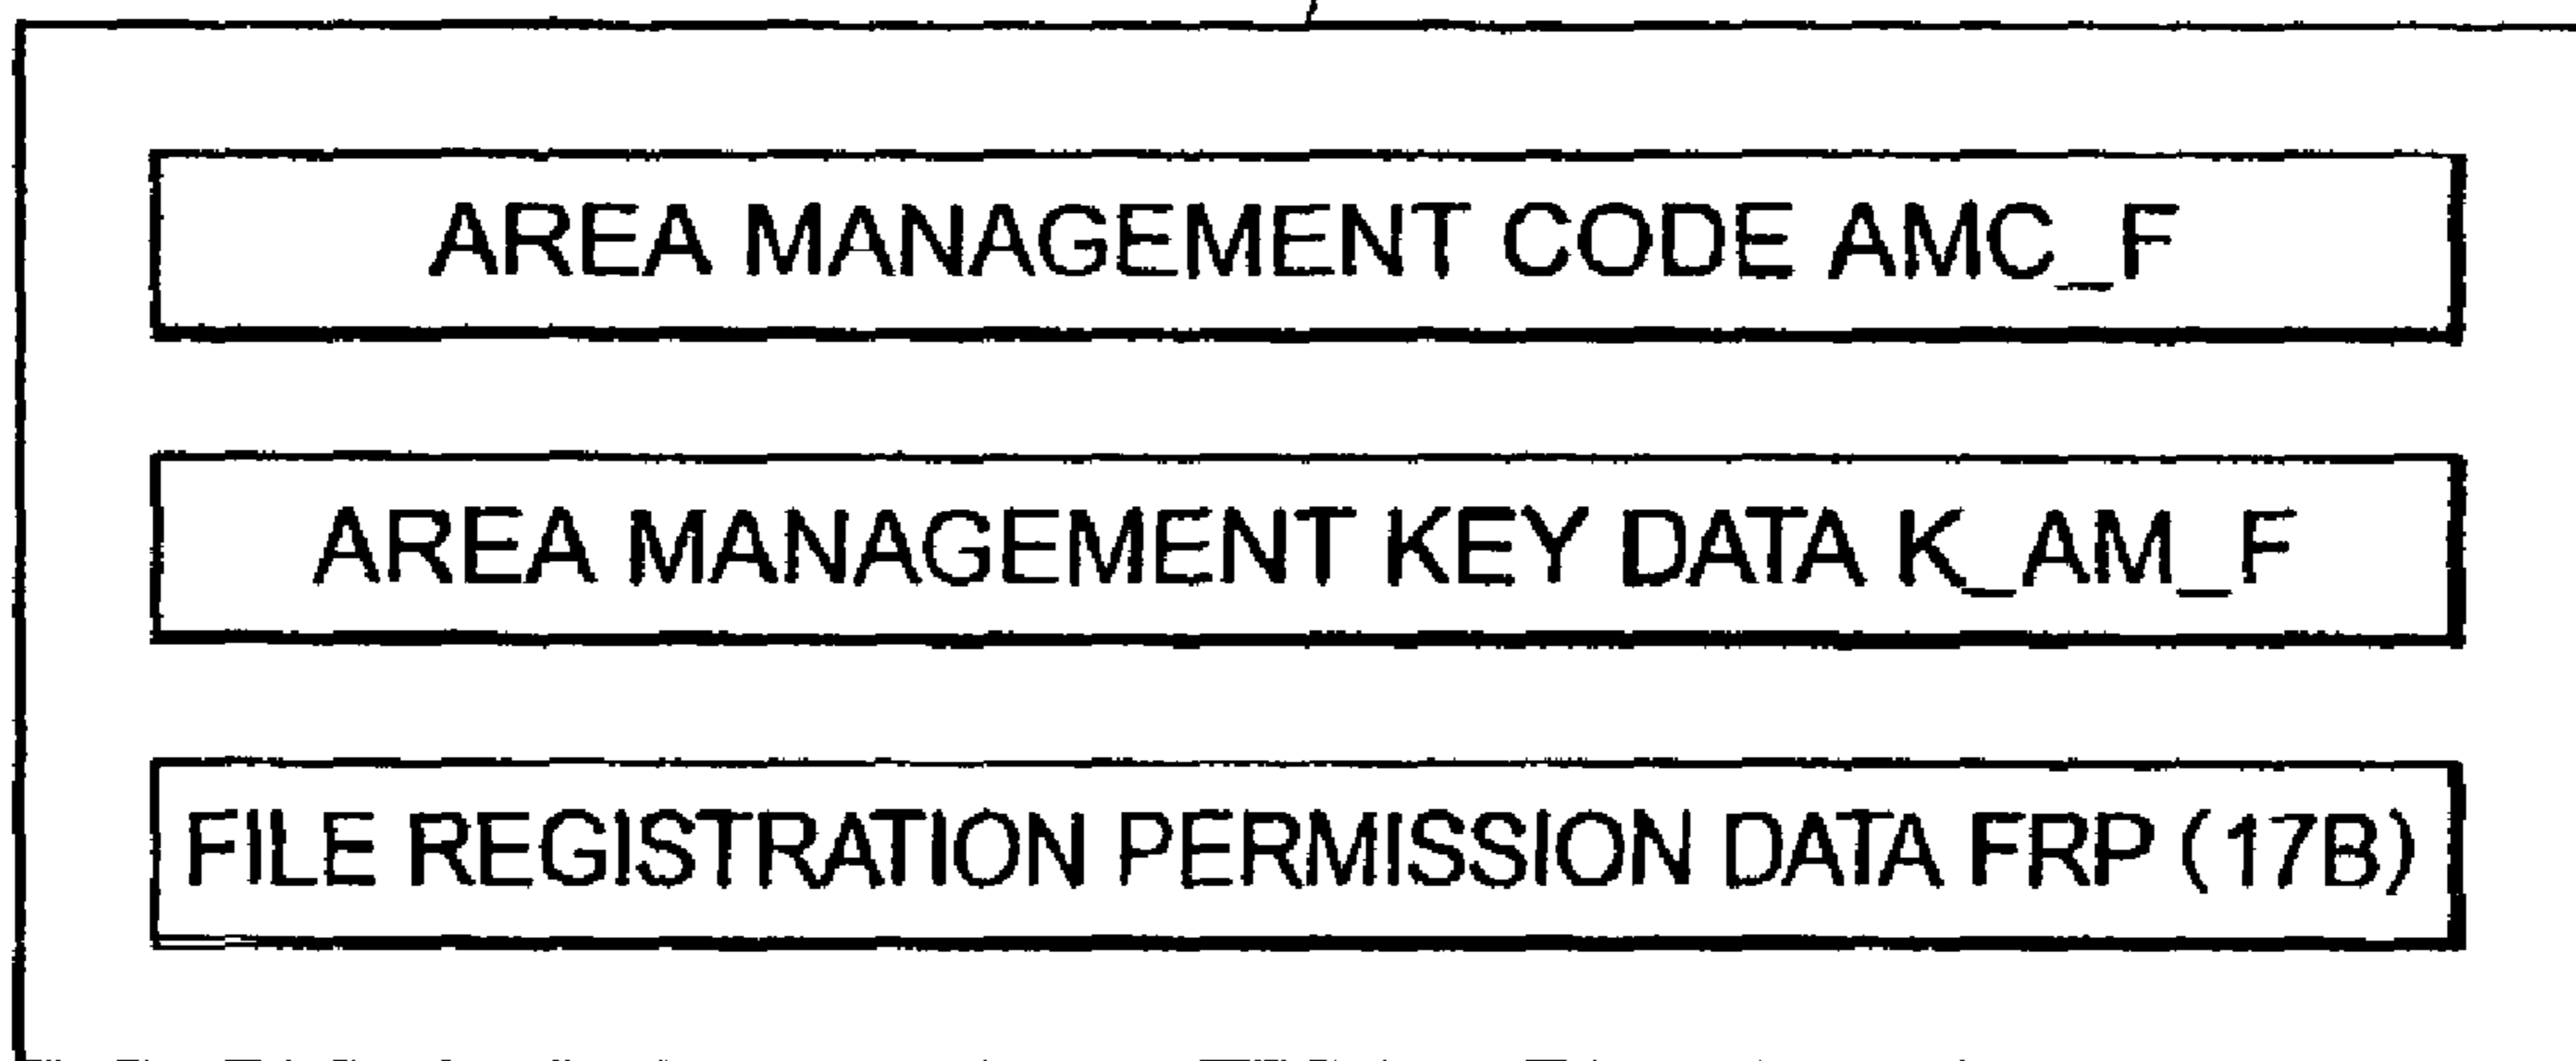 AREA MANAGEMENT CODE AMC_F
AREA MANAGEMENT KEY DATA K_AM_F
FILE REGISTRATION PERMISSION DATA FRP (17B)